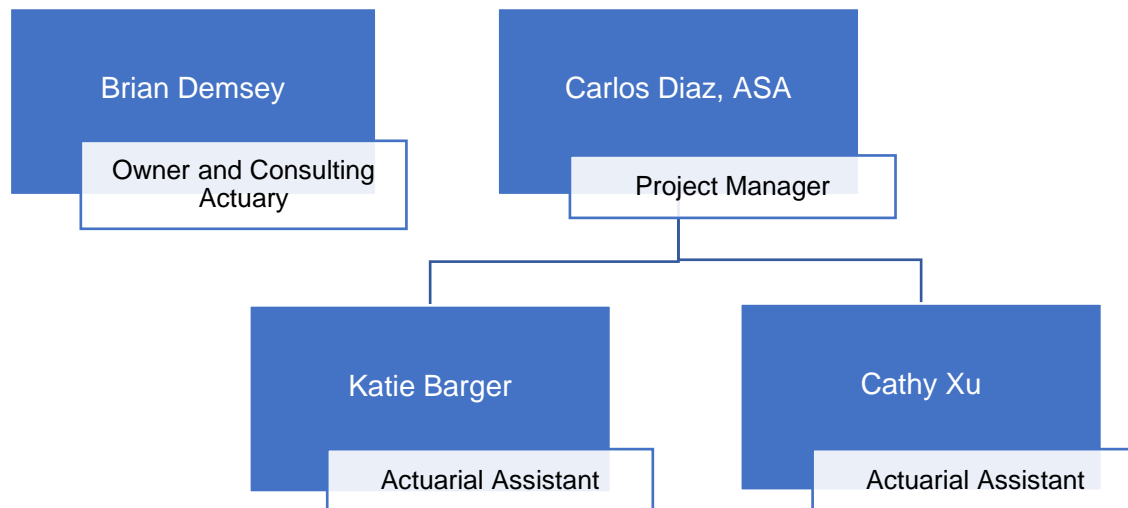 Brian Demsey
Owner and Consulting
Actuary
Carlos Diaz, ASA
Project Manager
Katie Barger
Actuarial Assistant
Cathy Xu
Actuarial Assistant